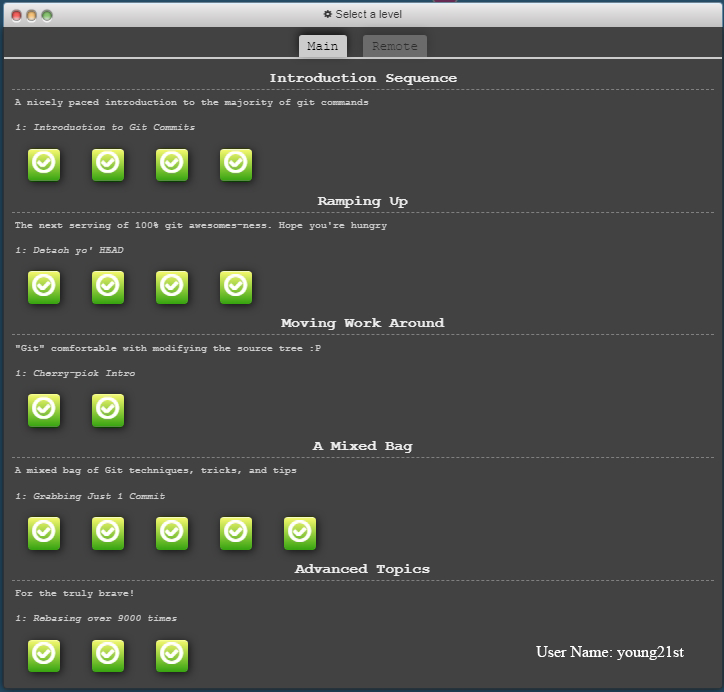 Select a level
Main Remote
Introduction Sequence
A nicely paced introduction to the majority of git commands
1: Introduction to Git Commits
Ramping Up
The next serving of 100% git awesomes-ness. Hope you're hungry
1: Detach yo' HEAD
Moving Work Around
"Git" comfortable with modifying the source tree :P
1: Cherry-pick Intro
A Mixed Bag
A mixed bag of Git techniques, tricks, and tips
1: Grabbing Just 1 Commit
Advanced Topics
For the truly brave!
1: Rebasing over 9000 times
User Name: young21st